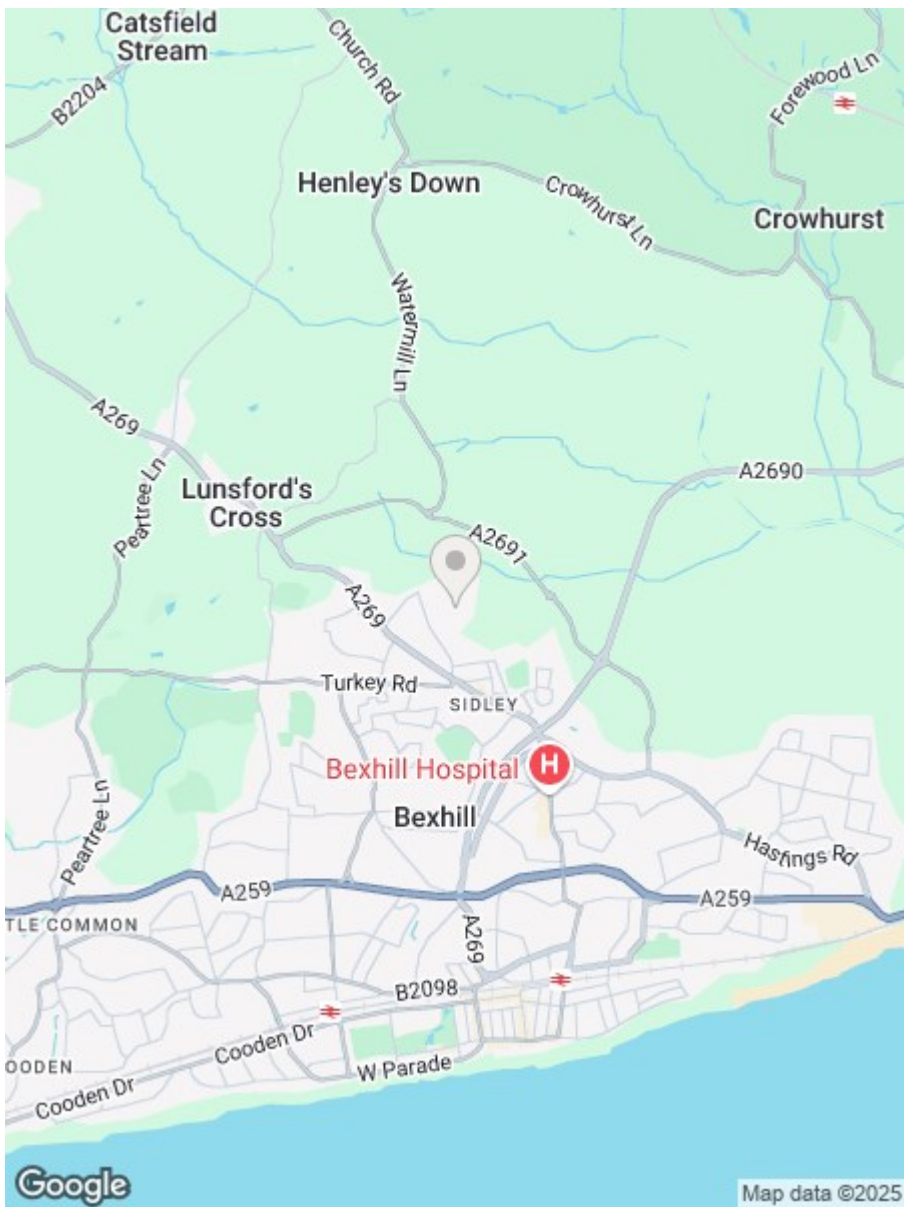 Catsfield
Stream
Church Rd
Forewood Ln
B2204
Henley's Down
Crowhurst Ln
Crowhurst
Watermill Ln
A269
A2690
Peartree Ln
Lunsford's
Cross
A2691
A269
Turkey Rd
SIDLEY
Bexhill Hospital
H
Bexhill
Peartree Ln
Hastings Rd
A259
A259
TLE COMMON
A269
B2098
Cooden Dr
OODEN
W Parade
Cooden Dr
Google
Map data ©2025